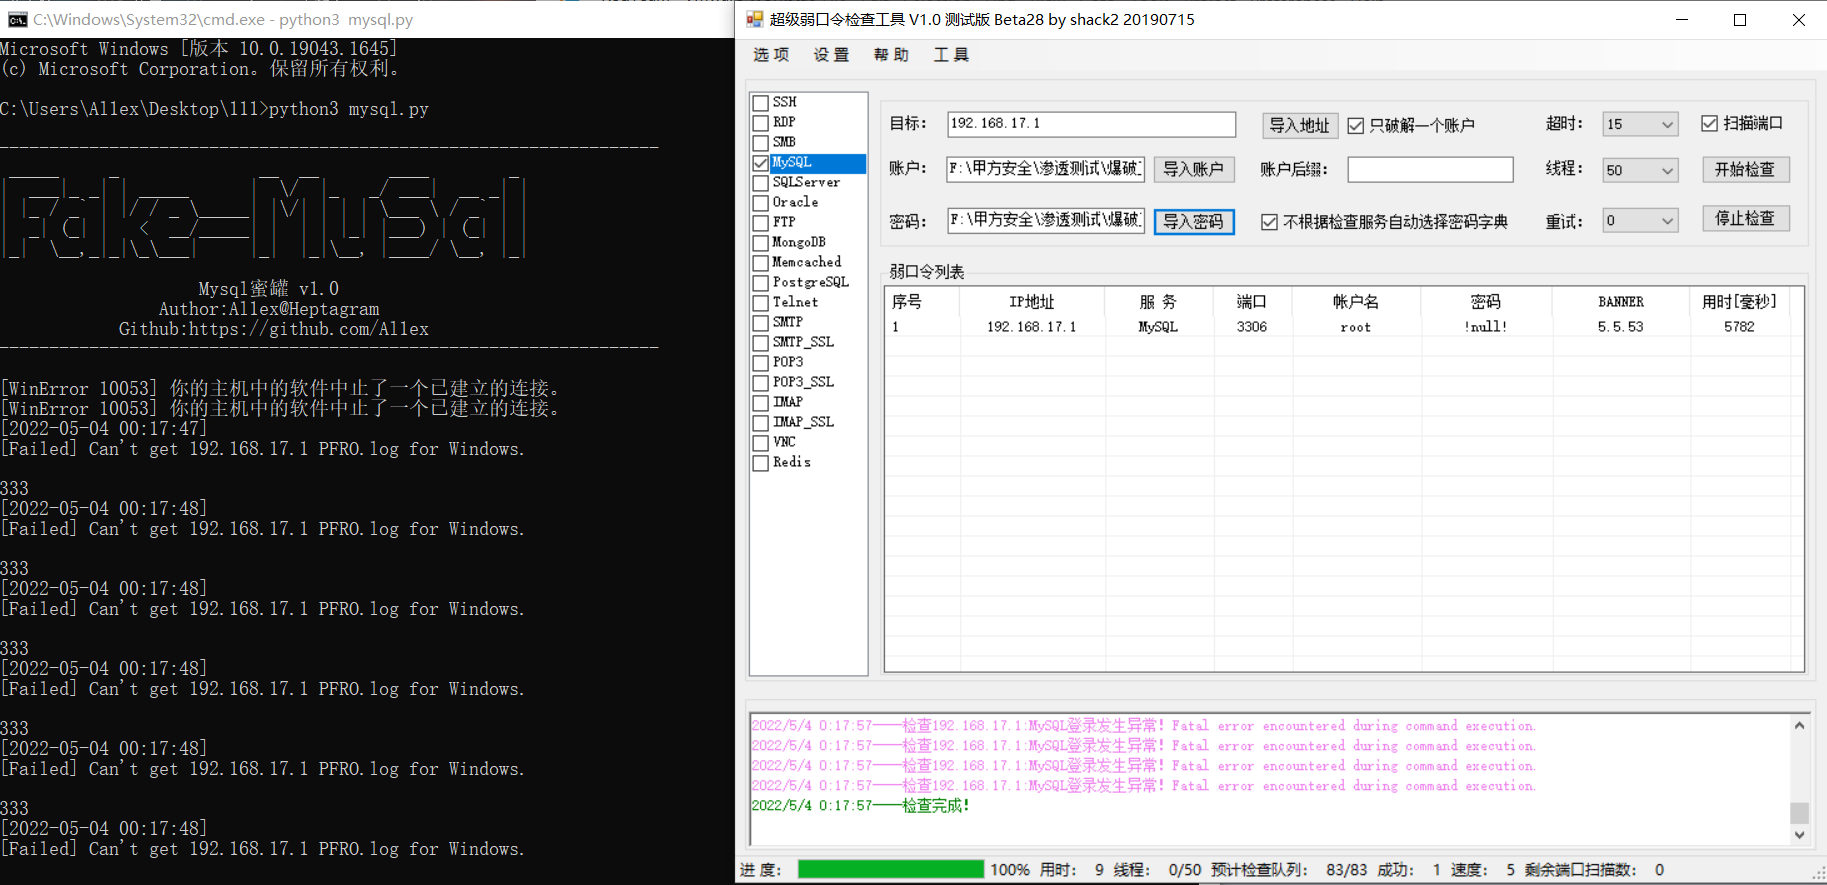 C:\Windows\System32\cmd.exe - python3 mysql.py
Microsoft Windows [版本 10.0.19043.1645]
(c) Microsoft Corporation。保留所有权利。
C:\Users\Allex\Desktop\111>python3 mysql.py
Fake-MySql
Mysql蜜罐 v1.0
Author:Allex@Heptagram
Github:https://github.com/Allex
[WinError 10053] 你的主机中的软件中止了一个已建立的连接。
[WinError 10053] 你的主机中的软件中止了一个已建立的连接。
[2022-05-04 00:17:47]
[Failed] Can't get 192.168.17.1 PFRO.log for Windows.
333
[2022-05-04 00:17:48]
[Failed] Can't get 192.168.17.1 PFRO.log for Windows.
333
[2022-05-04 00:17:48]
[Failed] Can't get 192.168.17.1 PFRO.log for Windows.
333
[2022-05-04 00:17:48]
[Failed] Can't get 192.168.17.1 PFRO.log for Windows.
333
[2022-05-04 00:17:48]
[Failed] Can't get 192.168.17.1 PFRO.log for Windows.
333
[2022-05-04 00:17:48]
[Failed] Can't get 192.168.17.1 PFRO.log for Windows.
超级弱口令检查工具 V1.0 测试版 Beta28 by shack2 20190715
选项 设置 帮助 工具
SSH
RDP
SMB
MySQL
SQLServer
Oracle
FTP
MongoDB
Memcached
PostgreSQL
Telnet
SMTP
SMTP_SSL
POP3
POP3_SSL
IMAP
IMAP_SSL
VNC
Redis
目标： 192.168.17.1 导入地址 只破解一个账户 超时： 15 扫描端口
账户： F:\甲方安全\渗透测试\爆破 导入账户 账户后缀： 线程： 50 开始检查
密码： F:\甲方安全\渗透测试\爆破 导入密码 不根据检查服务自动选择密码字典 重试： 0 停止检查
弱口令列表
序号 IP地址 服 务 端口 帐户名 密码 BANNER 用时[毫秒]
1 192.168.17.1 MySQL 3306 root !null! 5.5.53 5782
2022/5/4 0:17:57——检查192.168.17.1:MySQL登录发生异常！Fatal error encountered during command execution.
2022/5/4 0:17:57——检查192.168.17.1:MySQL登录发生异常！Fatal error encountered during command execution.
2022/5/4 0:17:57——检查192.168.17.1:MySQL登录发生异常！Fatal error encountered during command execution.
2022/5/4 0:17:57——检查192.168.17.1:MySQL登录发生异常！Fatal error encountered during command execution.
2022/5/4 0:17:57——检查完成！
进度： 100% 用时： 9 线程： 0/50 预计检查队列： 83/83 成功： 1 速度： 5 剩余端口扫描数： 0